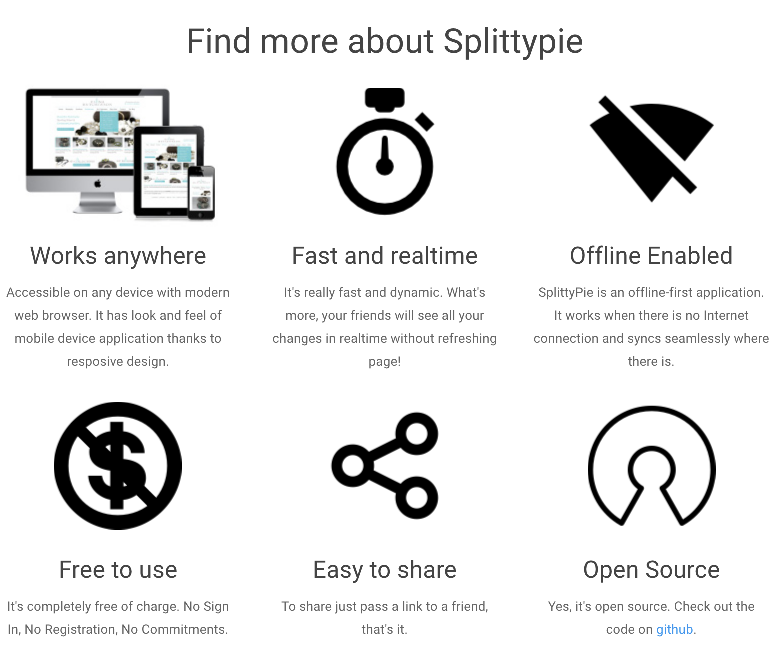 Find more about Splittypie
Works anywhere
Accessible on any device with modern
web browser. It has look and feel of
mobile device application thanks to
resposive design.
Fast and realtime
It's really fast and dynamic. What's
more, your friends will see all your
changes in realtime without refreshing
page!
Offline Enabled
SplittyPie is an offline-first application.
It works when there is no Internet
connection and syncs seamlessly where
there is.
Free to use
It's completely free of charge. No Sign
In, No Registration, No Commitments.
Easy to share
To share just pass a link to a friend,
that's it.
Open Source
Yes, it's open source. Check out the
code on github.